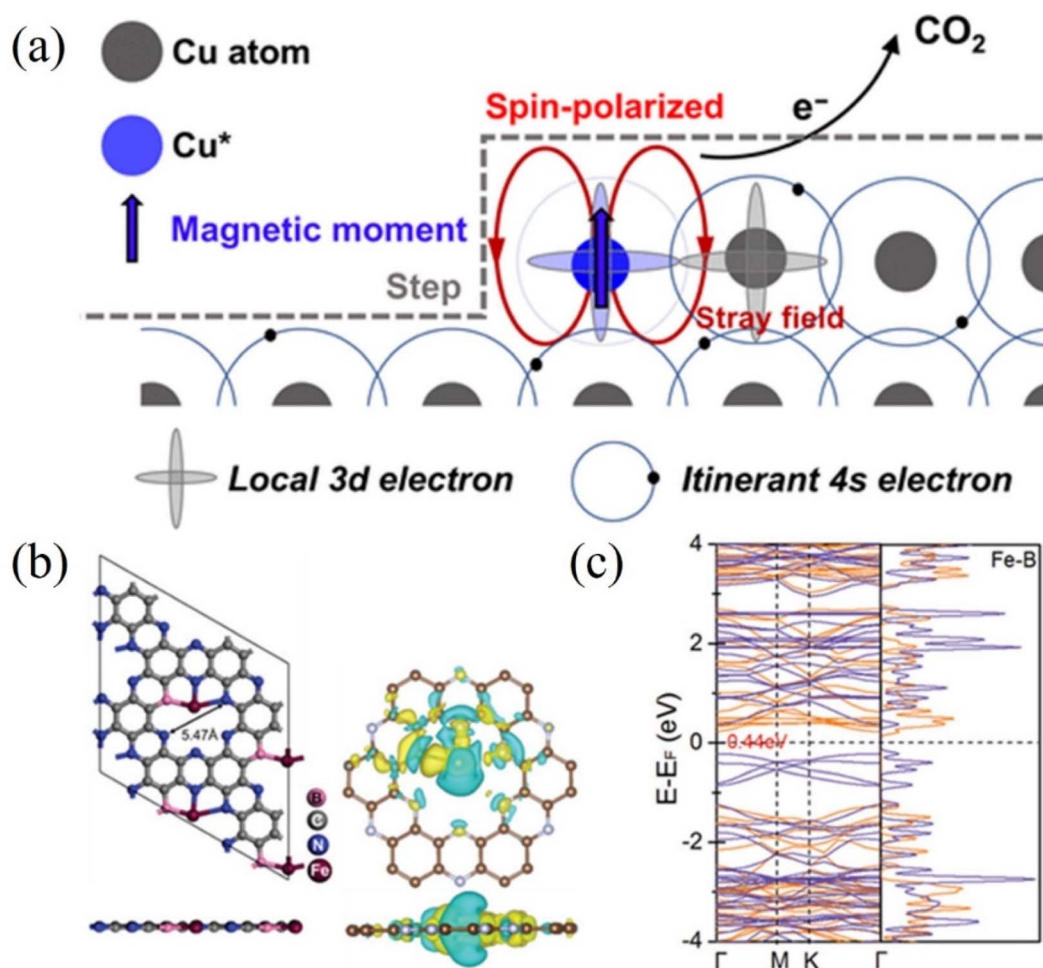 (a)
Cu atom
Cu*
Magnetic moment
Step
Spin-polarized
e⁻
CO₂
Stray field
Local 3d electron
Itinerant 4s electron
(b)
5.47Å
B
C
N
Fe
(c)
Fe-B
4
2
0
-2
-4
E-EF (eV)
0.44eV
Γ M K Γ